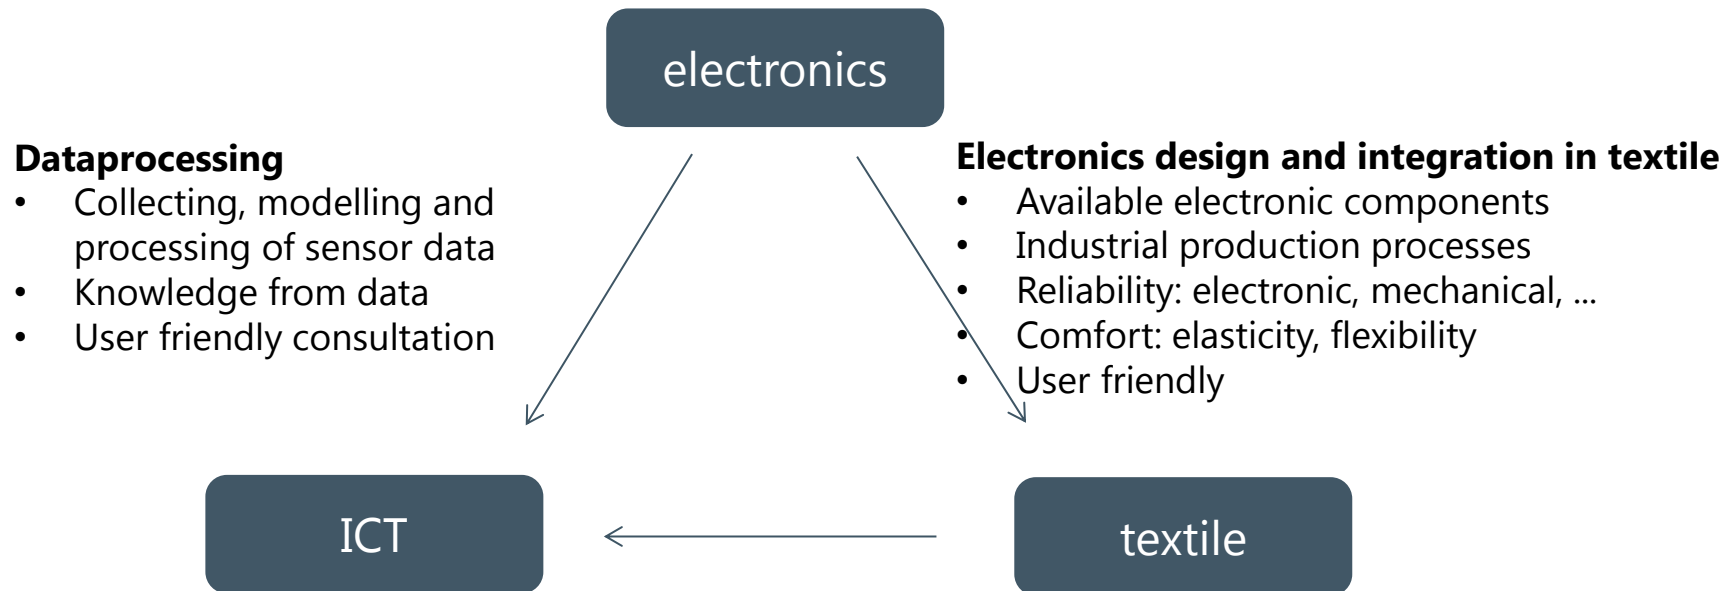 electronics
Dataprocessing
• Collecting, modelling and
processing of sensor data
• Knowledge from data
• User friendly consultation
Electronics design and integration in textile
• Available electronic components
• Industrial production processes
• Reliability: electronic, mechanical, ...
• Comfort: elasticity, flexibility
• User friendly
ICT
textile